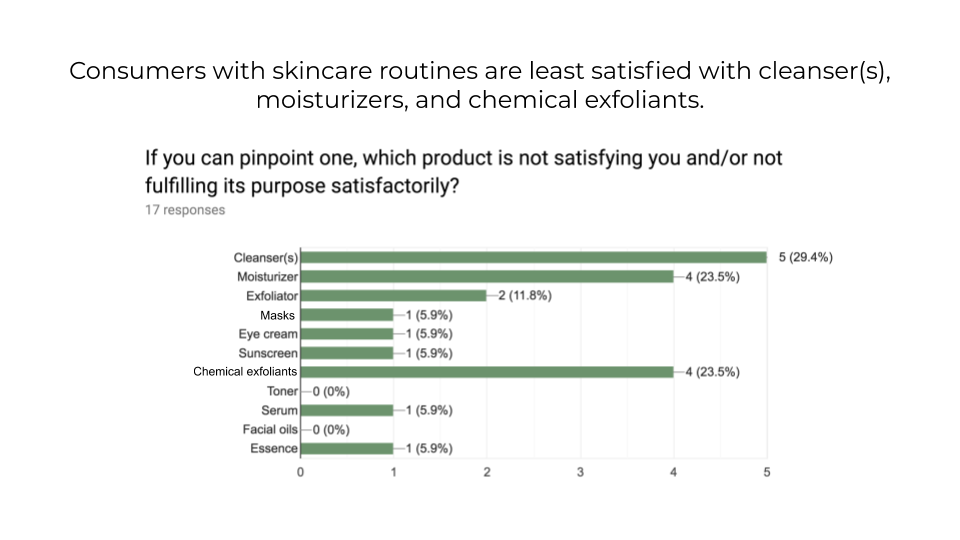 Consumers with skincare routines are least satisfied with cleanser(s),
moisturizers, and chemical exfoliants.
If you can pinpoint one, which product is not satisfying you and/or not
fulfilling its purpose satisfactorily?
17 responses
Cleanser(s) 5 (29.4%)
Moisturizer 4 (23.5%)
Exfoliator 2 (11.8%)
Masks 1 (5.9%)
Eye cream 1 (5.9%)
Sunscreen 1 (5.9%)
Chemical exfoliants 4 (23.5%)
Toner 0 (0%)
Serum 1 (5.9%)
Facial oils 0 (0%)
Essence 1 (5.9%)
0 1 2 3 4 5